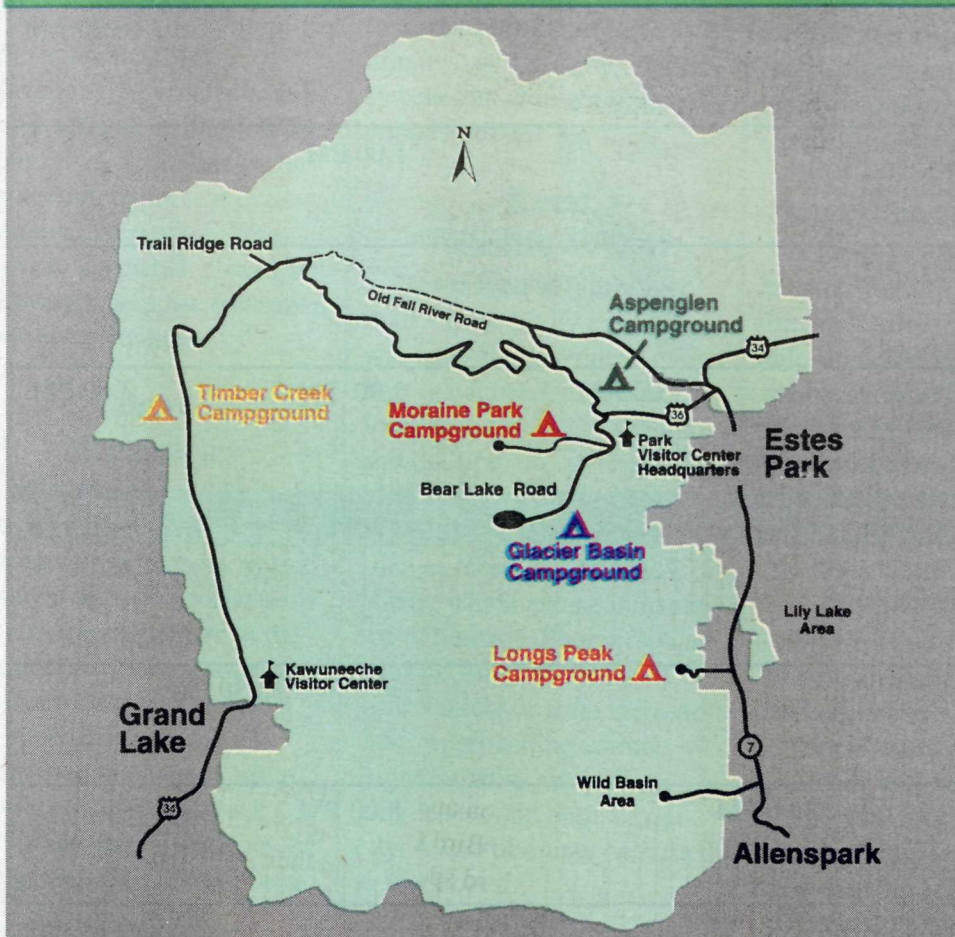 N
Trail Ridge Road
Old Fall River Road
Aspenglen
Campground
34
Timber Creek
Campground
Moraine Park
Campground
36
Park
Visitor Center
Headquarters
Estes
Park
Bear Lake Road
Glacier Basin
Campground
Lily Lake
Area
Longs Peak
Campground
Kawuneeche
Visitor Center
Grand
Lake
7
Wild Basin
Area
34
Allenspark